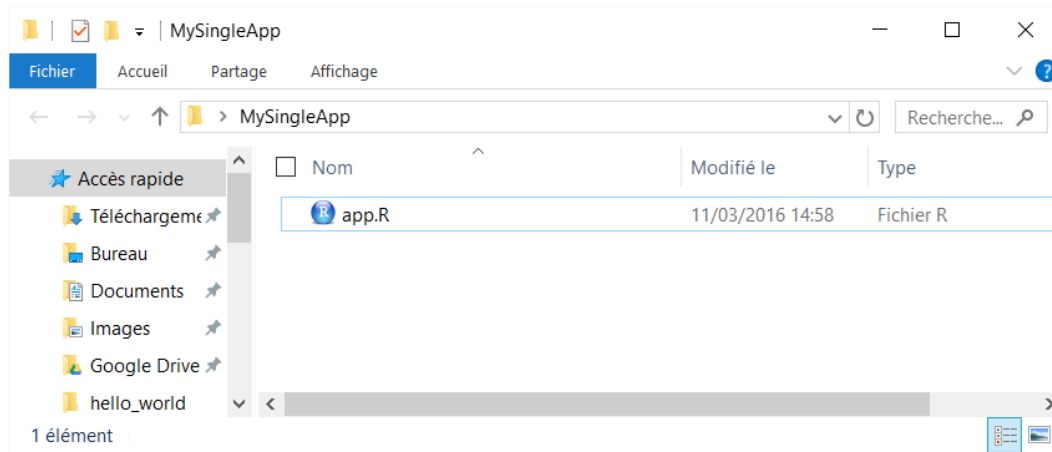 MySingleApp
Fichier Accueil Partage Affichage ?
MySingleApp Recherche...
Nom Modifié le Type
Accès rapide
app.R 11/03/2016 14:58 Fichier R
Téléchargeme
Bureau
Documents
Images
Google Drive
hello_world
1 élément